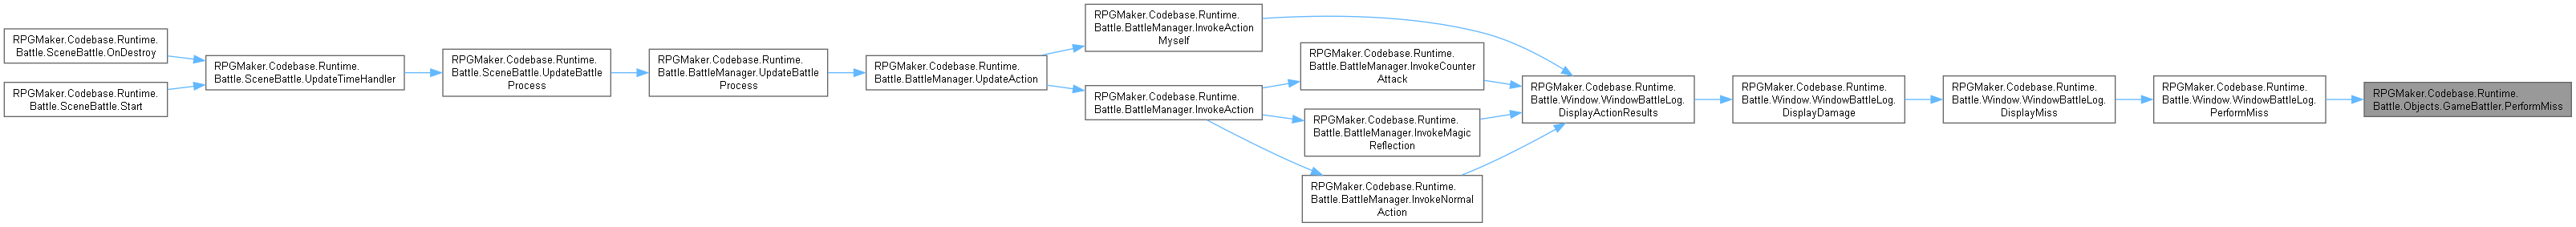 RPGMaker.Codebase.Runtime.
Battle.SceneBattle.OnDestroy
RPGMaker.Codebase.Runtime.
Battle.SceneBattle.Start
RPGMaker.Codebase.Runtime.
Battle.SceneBattle.UpdateTimeHandler
RPGMaker.Codebase.Runtime.
Battle.SceneBattle.UpdateBattle
Process
RPGMaker.Codebase.Runtime.
Battle.BattleManager.UpdateBattle
Process
RPGMaker.Codebase.Runtime.
Battle.BattleManager.UpdateAction
RPGMaker.Codebase.Runtime.
Battle.BattleManager.InvokeAction
Myself
RPGMaker.Codebase.Runtime.
Battle.BattleManager.InvokeAction
RPGMaker.Codebase.Runtime.
Battle.BattleManager.InvokeCounter
Attack
RPGMaker.Codebase.Runtime.
Battle.BattleManager.InvokeMagic
Reflection
RPGMaker.Codebase.Runtime.
Battle.BattleManager.InvokeNormal
Action
RPGMaker.Codebase.Runtime.
Battle.Window.WindowBattleLog.
DisplayActionResults
RPGMaker.Codebase.Runtime.
Battle.Window.WindowBattleLog.
DisplayDamage
RPGMaker.Codebase.Runtime.
Battle.Window.WindowBattleLog.
DisplayMiss
RPGMaker.Codebase.Runtime.
Battle.Window.WindowBattleLog.
PerformMiss
RPGMaker.Codebase.Runtime.
Battle.Objects.GameBattler.PerformMiss